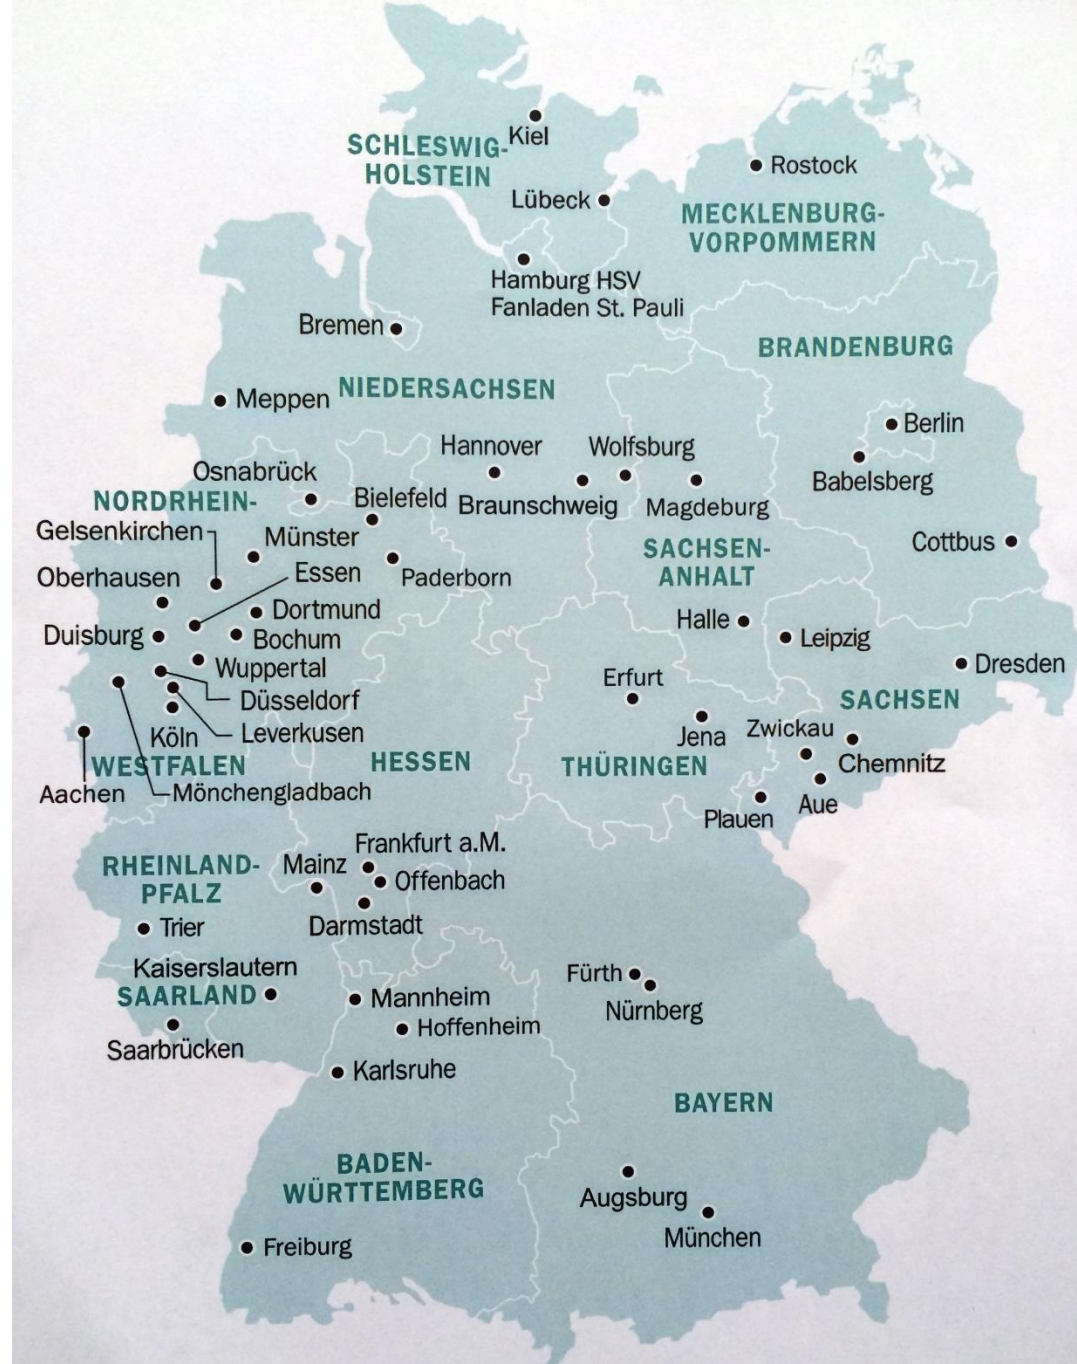 Kiel
SCHLESWIG-
HOLSTEIN
Rostock
Lübeck
MECKLENBURG-
VORPOMMERN
Hamburg HSV
Fanladen St. Pauli
Bremen
BRANDENBURG
NIEDERSACHSEN
Meppen
Berlin
Hannover
Wolfsburg
Osnabrück
Babelsberg
NORDRHEIN-
Bielefeld
Braunschweig
Magdeburg
Gelsenkirchen
Münster
Cottbus
SACHSEN-
ANHALT
Oberhausen
Essen
Paderborn
Dortmund
Halle
Duisburg
Bochum
Leipzig
Wuppertal
Dresden
Erfurt
Düsseldorf
SACHSEN
Köln
Leverkusen
Jena
Zwickau
WESTFALEN
HESSEN
THÜRINGEN
Chemnitz
Aachen
Mönchengladbach
Aue
Plauen
Frankfurt a.M.
RHEINLAND-
PFALZ
Mainz
Offenbach
Trier
Darmstadt
Kaiserslautern
Fürth
SAARLAND
Mannheim
Nürnberg
Hoffenheim
Saarbrücken
Karlsruhe
BAYERN
BADEN-
WÜRTTEMBERG
Augsburg
München
Freiburg